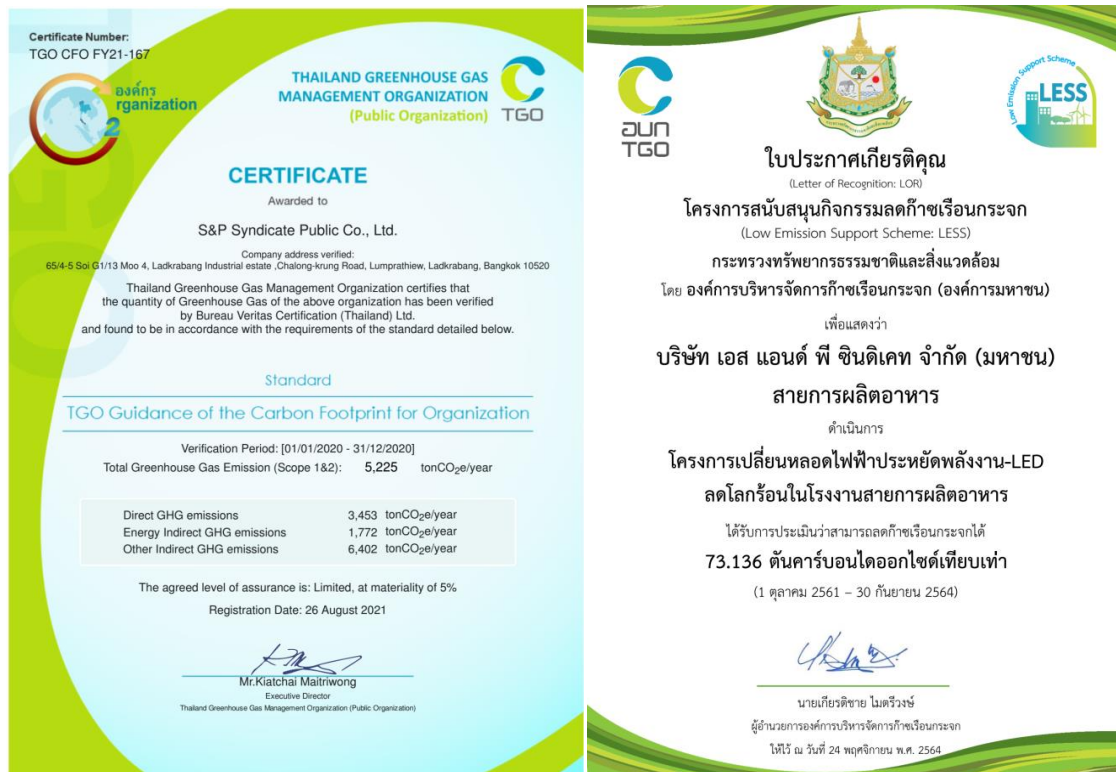 Certificate Number:
TGO CFO FY21-167
องค์กร
rganization
2
THAILAND GREENHOUSE GAS
MANAGEMENT ORGANIZATION
(Public Organization)
TGO
CERTIFICATE
Awarded to
S&P Syndicate Public Co., Ltd.
Company address verified:
65/4-5 Soi G1/13 Moo 4, Ladkrabang Industrial estate ,Chalong-krung Road, Lumprathiew, Ladkrabang, Bangkok 10520
Thailand Greenhouse Gas Management Organization certifies that
the quantity of Greenhouse Gas of the above organization has been verified
by Bureau Veritas Certification (Thailand) Ltd.
and found to be in accordance with the requirements of the standard detailed below.
Standard
TGO Guidance of the Carbon Footprint for Organization
Verification Period: [01/01/2020 - 31/12/2020]
Total Greenhouse Gas Emission (Scope 1&2): 5,225 tonCO2e/year
Direct GHG emissions 3,453 tonCO2e/year
Energy Indirect GHG emissions 1,772 tonCO2e/year
Other Indirect GHG emissions 6,402 tonCO2e/year
The agreed level of assurance is: Limited, at materiality of 5%
Registration Date: 26 August 2021
Mr.Kiatchai Maitriwong
Executive Director
Thailand Greenhouse Gas Management Organization (Public Organization)
อบก
TGO
Low Emission Support Scheme
LESS
ใบประกาศเกียรติคุณ
(Letter of Recognition: LOR)
โครงการสนับสนุนกิจกรรมลดก๊าซเรือนกระจก
(Low Emission Support Scheme: LESS)
กระทรวงทรัพยากรธรรมชาติและสิ่งแวดล้อม
โดย องค์การบริหารจัดการก๊าซเรือนกระจก (องค์การมหาชน)
เพื่อแสดงว่า
บริษัท เอส แอนด์ พี ซินดิเคท จำกัด (มหาชน)
สายการผลิตอาหาร
ดำเนินการ
โครงการเปลี่ยนหลอดไฟฟ้าประหยัดพลังงาน-LED
ลดโลกร้อนในโรงงานสายการผลิตอาหาร
ได้รับการประเมินว่าสามารถลดก๊าซเรือนกระจกได้
73.136 ตันคาร์บอนไดออกไซด์เทียบเท่า
(1 ตุลาคม 2561 – 30 กันยายน 2564)
นายเกียรติชาย ไมตรีวงษ์
ผู้อำนวยการองค์การบริหารจัดการก๊าซเรือนกระจก
ให้ไว้ ณ วันที่ 24 พฤศจิกายน พ.ศ. 2564